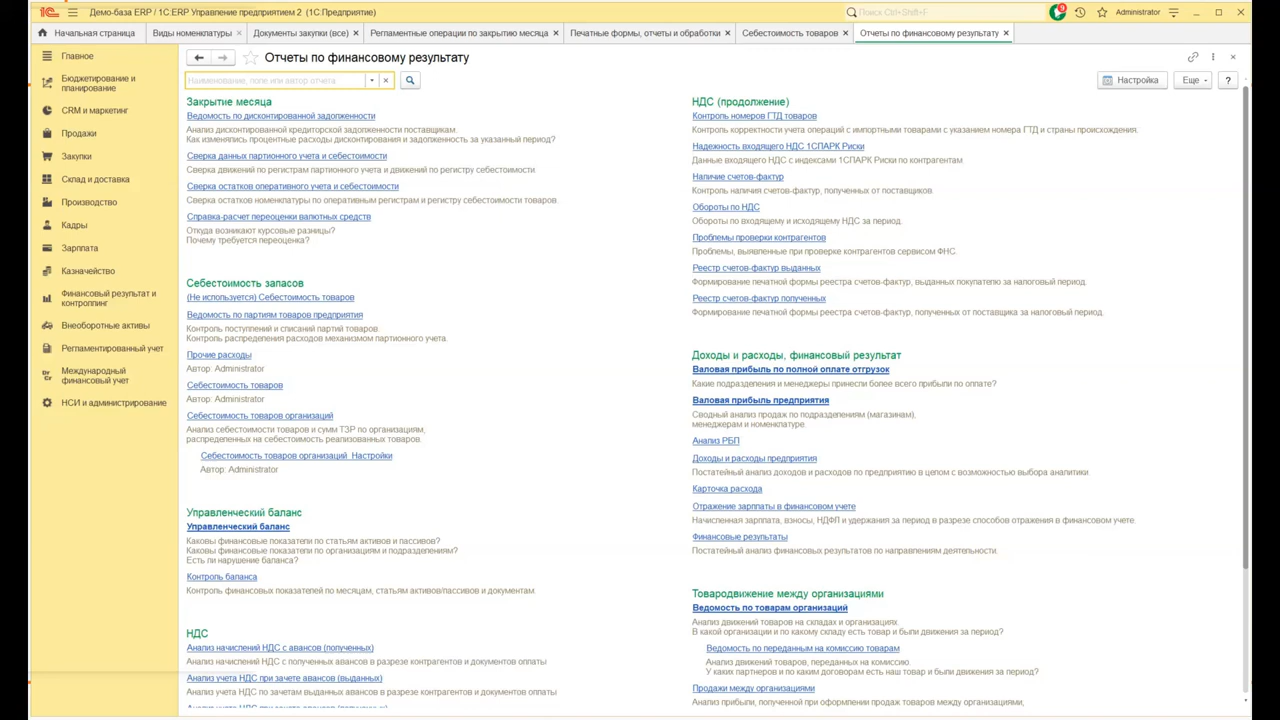 1С Демо-база ERP / 1С:ERP Управление предприятием 2 (1С:Предприятие)
Поиск Ctrl+Shift+F
Administrator
Начальная страница
Виды номенклатуры
Документы закупки (все)
Регламентные операции по закрытию месяца
Печатные формы, отчеты и обработки
Себестоимость товаров
Отчеты по финансовому результату
Главное
Бюджетирование и
планирование
CRM и маркетинг
Продажи
Закупки
Склад и доставка
Производство
Кадры
Зарплата
Казначейство
Финансовый результат и
контроллинг
Внеоборотные активы
Регламентированный учет
Международный
финансовый учет
НСИ и администрирование
Отчеты по финансовому результату
Наименование, поле или автор отчета
Настройка
Еще
?
Закрытие месяца
Ведомость по дисконтированной задолженности
Анализ дисконтированной кредиторской задолженности поставщикам.
Как изменялись процентные расходы дисконтирования и задолженность за указанный период?
Сверка данных партионного учета и себестоимости
Сверка движений по регистрам партионного учета и движений по регистру себестоимости.
Сверка остатков оперативного учета и себестоимости
Сверка остатков номенклатуры по оперативным регистрам и регистру себестоимости товаров.
Справка-расчет переоценки валютных средств
Откуда возникают курсовые разницы?
Почему требуется переоценка?
Себестоимость запасов
(Не используется) Себестоимость товаров
Ведомость по партиям товаров предприятия
Контроль поступлений и списаний партий товаров.
Контроль распределения расходов механизмом партионного учета.
Прочие расходы
Автор: Administrator
Себестоимость товаров
Автор: Administrator
Себестоимость товаров организаций
Анализ себестоимости товаров и сумм ТЗР по организациям,
распределенных на себестоимость реализованных товаров.
Себестоимость товаров организаций_Настройки
Автор: Administrator
Управленческий баланс
Управленческий баланс
Каковы финансовые показатели по статьям активов и пассивов?
Каковы финансовые показатели по организациям и подразделениям?
Есть ли нарушение баланса?
Контроль баланса
Контроль финансовых показателей по месяцам, статьям активов/пассивов и документам.
НДС
Анализ начислений НДС с авансов (полученных)
Анализ начислений НДС с полученных авансов в разрезе контрагентов и документов оплаты
Анализ учета НДС при зачете авансов (выданных)
Анализ учета НДС по зачетам выданных авансов в разрезе контрагентов и документов оплаты
Анализ учета НДС при зачете авансов (полученных)
НДС (продолжение)
Контроль номеров ГТД товаров
Контроль корректности учета операций с импортными товарами с указанием номера ГТД и страны происхождения.
Надежность входящего НДС 1СПАРК Риски
Данные входящего НДС с индексами 1СПАРК Риски по контрагентам
Наличие счетов-фактур
Контроль наличия счетов-фактур, полученных от поставщиков.
Обороты по НДС
Обороты по входящему и исходящему НДС за период.
Проблемы проверки контрагентов
Проблемы, выявленные при проверке контрагентов сервисом ФНС.
Реестр счетов-фактур выданных
Формирование печатной формы реестра счетов-фактур, выданных покупателю за налоговый период.
Реестр счетов-фактур полученных
Формирование печатной формы реестра счетов-фактур, полученных от поставщика за налоговый период.
Доходы и расходы, финансовый результат
Валовая прибыль по полной оплате отгрузок
Какие подразделения и менеджеры принесли более всего прибыли по оплате?
Валовая прибыль предприятия
Сводный анализ продаж по подразделениям (магазинам),
менеджерам и номенклатуре.
Анализ РБП
Доходы и расходы предприятия
Постатейный анализ доходов и расходов по предприятию в целом с возможностью выбора аналитики.
Карточка расхода
Отражение зарплаты в финансовом учете
Начисленная зарплата, взносы, НДФЛ и удержания за период в разрезе способов отражения в финансовом учете.
Финансовые результаты
Постатейный анализ финансовых результатов по направлениям деятельности.
Товародвижение между организациями
Ведомость по товарам организаций
Анализ движений товаров на складах и организациях.
В какой организации и по какому складу есть товар и были движения за период?
Ведомость по переданным на комиссию товарам
Анализ движений товаров, переданных на комиссию.
У каких партнеров и по каким договорам есть наш товар и были движения за период?
Продажи между организациями
Анализ прибыли, полученной при оформлении продаж товаров между организациями,